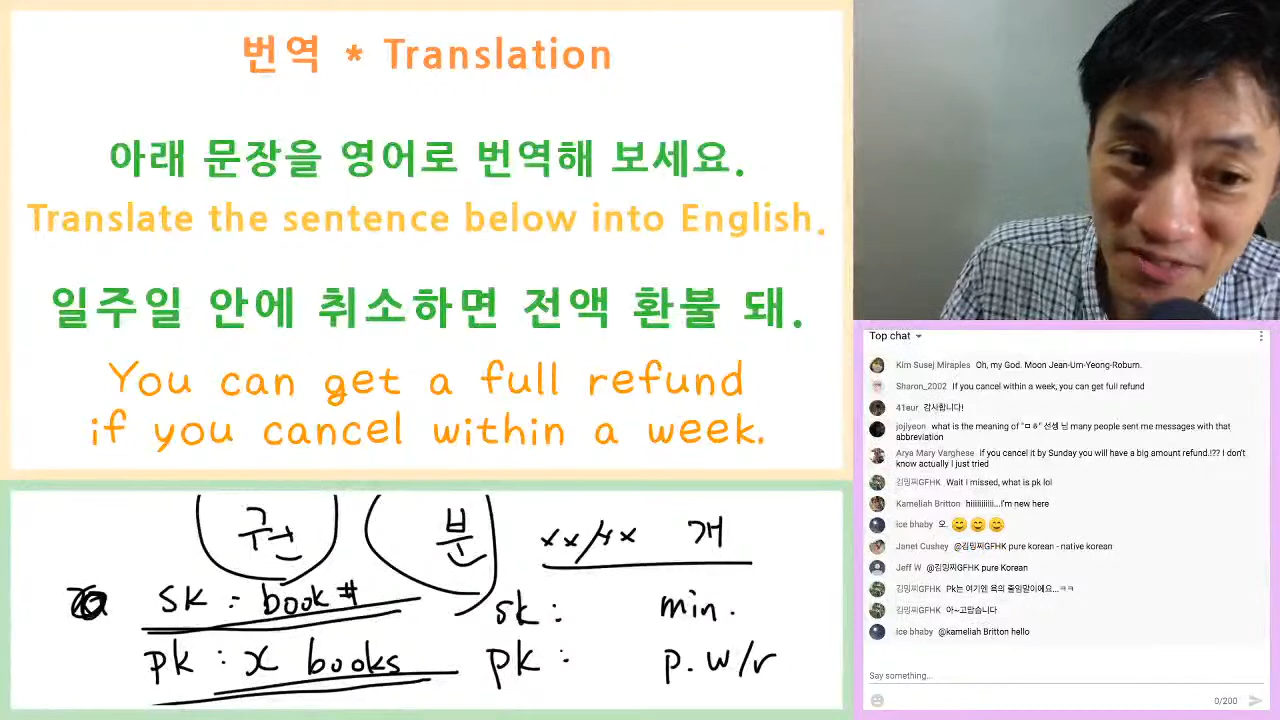 번역 * Translation
아래 문장을 영어로 번역해 보세요.
Translate the sentence below into English.
일주일 안에 취소하면 전액 환불 돼.
You can get a full refund
if you cancel within a week.
권 분 xx/xx 개
sk : book #
pk : x books
sk : min.
pk : p. w/r
Top chat
Kim Susej Miraples Oh, my God. Moon Jean-Um-Yeong-Roburn.
Sharon_2002 If you cancel within a week, you can get full refund
41eur 감사합니다!
jojiyeon what is the meaning of "ㅁㅎ" 선생 님 many people sent me messages with that
abbreviation
Arya Mary Varghese If you cancel it by Sunday you will have a big amount refund.!?? I don't
know actually I just tried
김밍찌GFHK Wait I missed, what is pk lol
Kameliah Britton hiiiiiiiiiii...I'm new here
ice bhaby 오. 😊😊😊
Janet Cushey @김밍찌GFHK pure korean - native korean
Jeff W @김밍찌GFHK pure Korean
김밍찌GFHK Pk는 여기엔 욕의 줄임말이에요...ㅋㅋ
김밍찌GFHK 아~고맙습니다
ice bhaby @kameliah Britton hello
Say something...
0/200